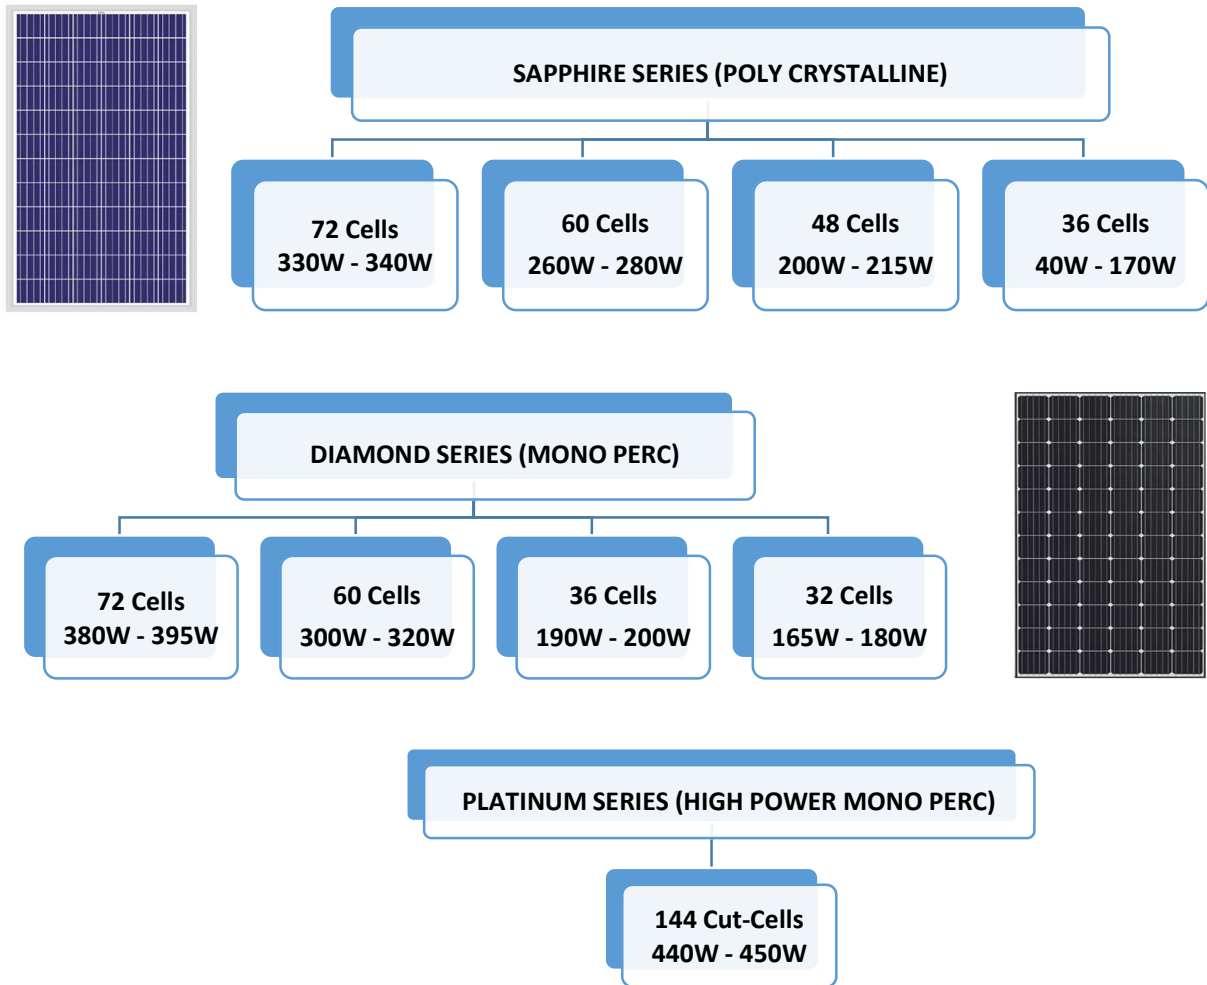 SAPPHIRE SERIES (POLY CRYSTALLINE)
72 Cells
330W - 340W
60 Cells
260W - 280W
48 Cells
200W - 215W
36 Cells
40W - 170W
DIAMOND SERIES (MONO PERC)
72 Cells
380W - 395W
60 Cells
300W - 320W
36 Cells
190W - 200W
32 Cells
165W - 180W
PLATINUM SERIES (HIGH POWER MONO PERC)
144 Cut-Cells
440W - 450W